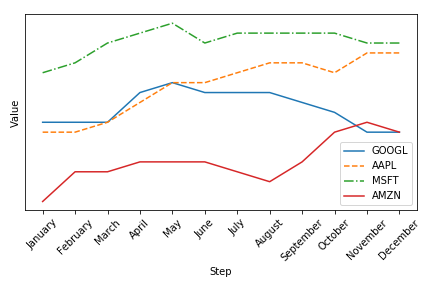 Value
GOOGL
AAPL
MSFT
AMZN
January
February
March
April
May
June
July
August
September
October
November
December
Step